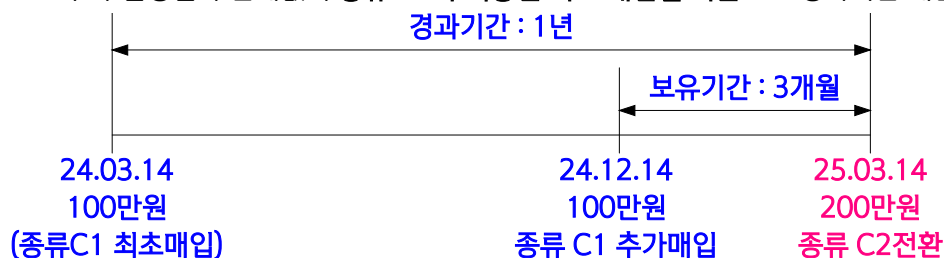 경과기간 : 1년
보유기간 : 3개월
24.03.14
24.12.14
25.03.14
100만원
100만원
200만원
(종류C1 최초매입)
종류 C1 추가매입
종류 C2전환